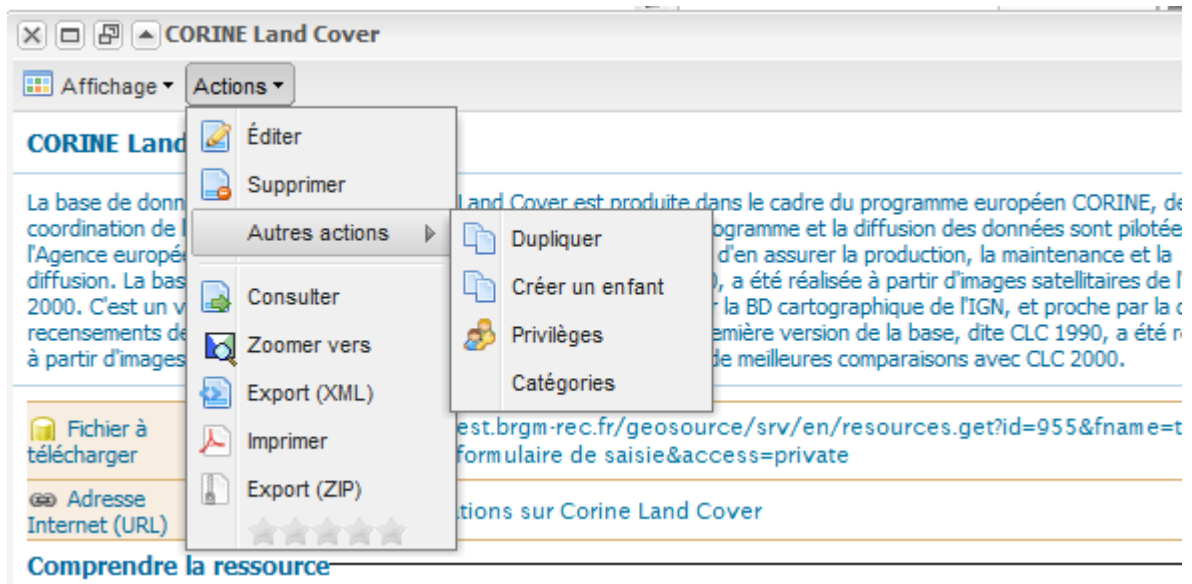 CORINE Land Cover
Affichage Actions
CORINE Land
La base de donn
coordination de
l'Agence europé
diffusion. La bas
2000. C'est un v
recensements de
à partir d'images
Éditer
Supprimer
Autres actions
Consulter
Zoomer vers
Export (XML)
Imprimer
Export (ZIP)
Dupliquer
Créer un enfant
Privilèges
Catégories
Land Cover est produite dans le cadre du programme européen CORINE, de
ogramme et la diffusion des données sont pilotée
d'en assurer la production, la maintenance et la
, a été réalisée à partir d'images satellitaires de l'
la BD cartographique de l'IGN, et proche par la
emière version de la base, dite CLC 1990, a été r
de meilleures comparaisons avec CLC 2000.
Fichier à
télécharger
est.brgm-rec.fr/geosource/srv/en/resources.get?id=955&fname=t
formulaire de saisie&access=private
Adresse
Internet (URL)
tions sur Corine Land Cover
Comprendre la ressource